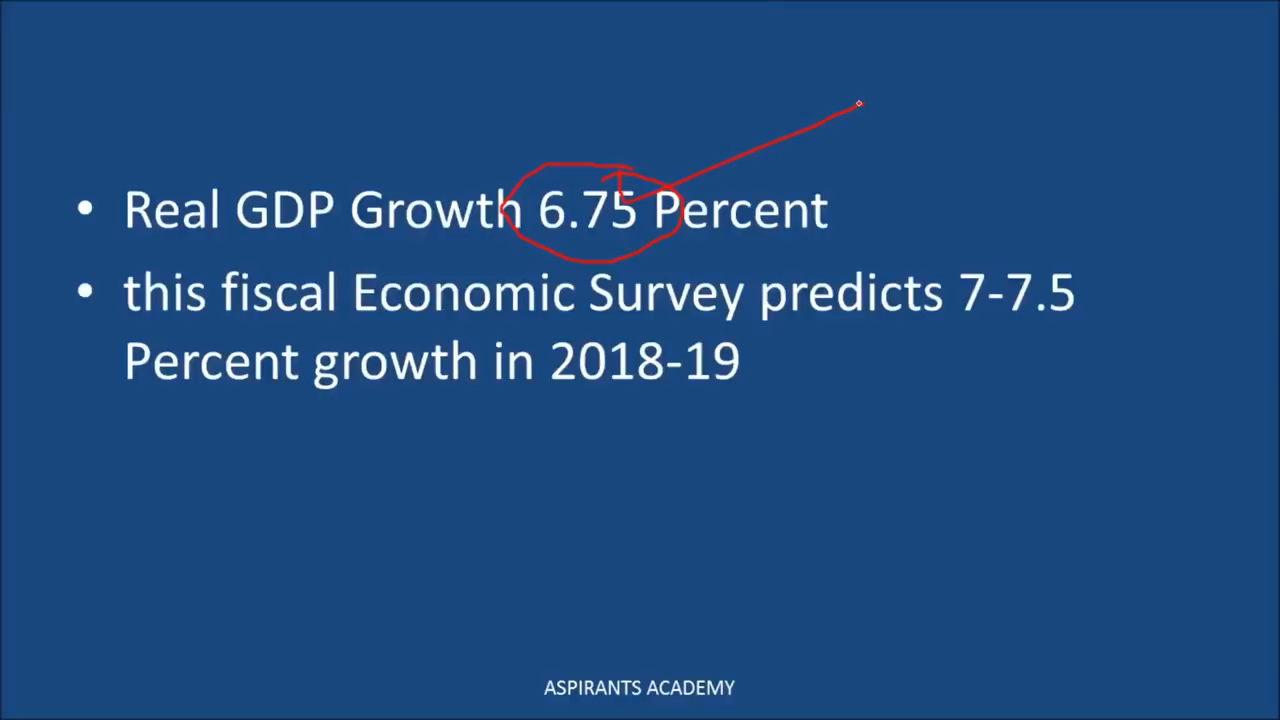 • Real GDP Growth 6.75 Percent
• this fiscal Economic Survey predicts 7-7.5
Percent growth in 2018-19
ASPIRANTS ACADEMY